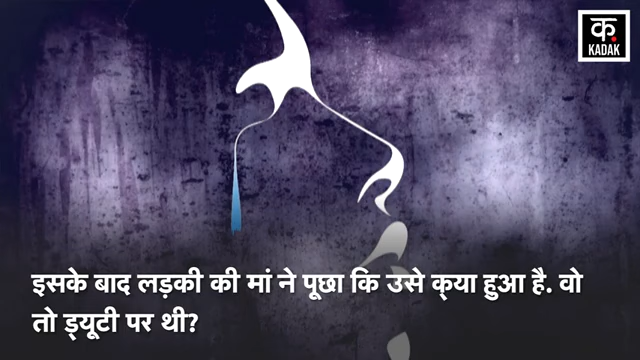 क
KADAK
इसके बाद लड़की की मां ने पूछा कि उसे क्‌या हुआ है. वो
तो ड्‌यूटी पर थी?